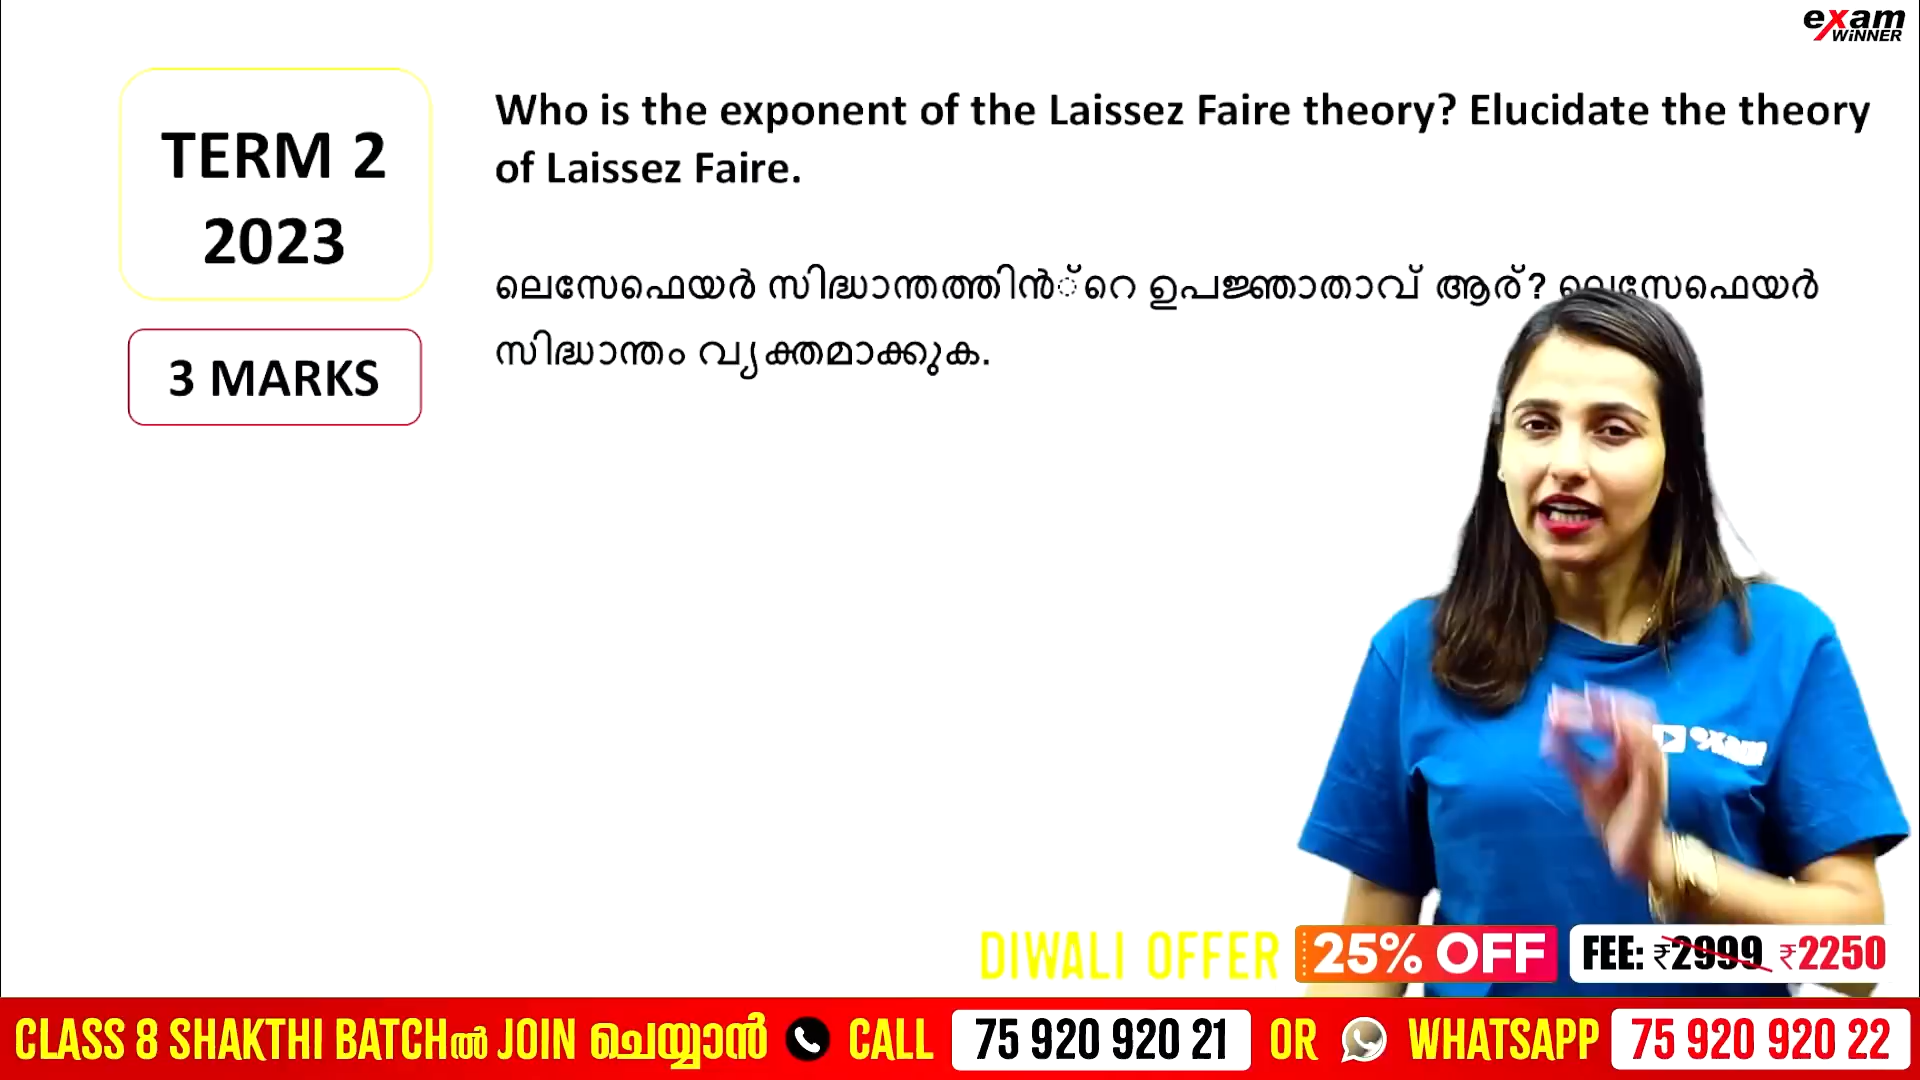 exam
WiNNER
TERM 2
2023
3 MARKS
Who is the exponent of the Laissez Faire theory? Elucidate the theory
of Laissez Faire.
ലെസേഫെയർ സിദ്ധാന്തത്തിൻ്റെ ഉപജ്ഞാതാവ് ആര്? ലെസേഫെയർ
സിദ്ധാന്തം വ്യക്തമാക്കുക.
exam
DIWALI OFFER 25% OFF FEE: ₹2999 ₹2250
CLASS 8 SHAKTHI BATCHൽ JOIN ചെയ്യാൻ CALL 75 920 920 21 OR WHATSAPP 75 920 920 22